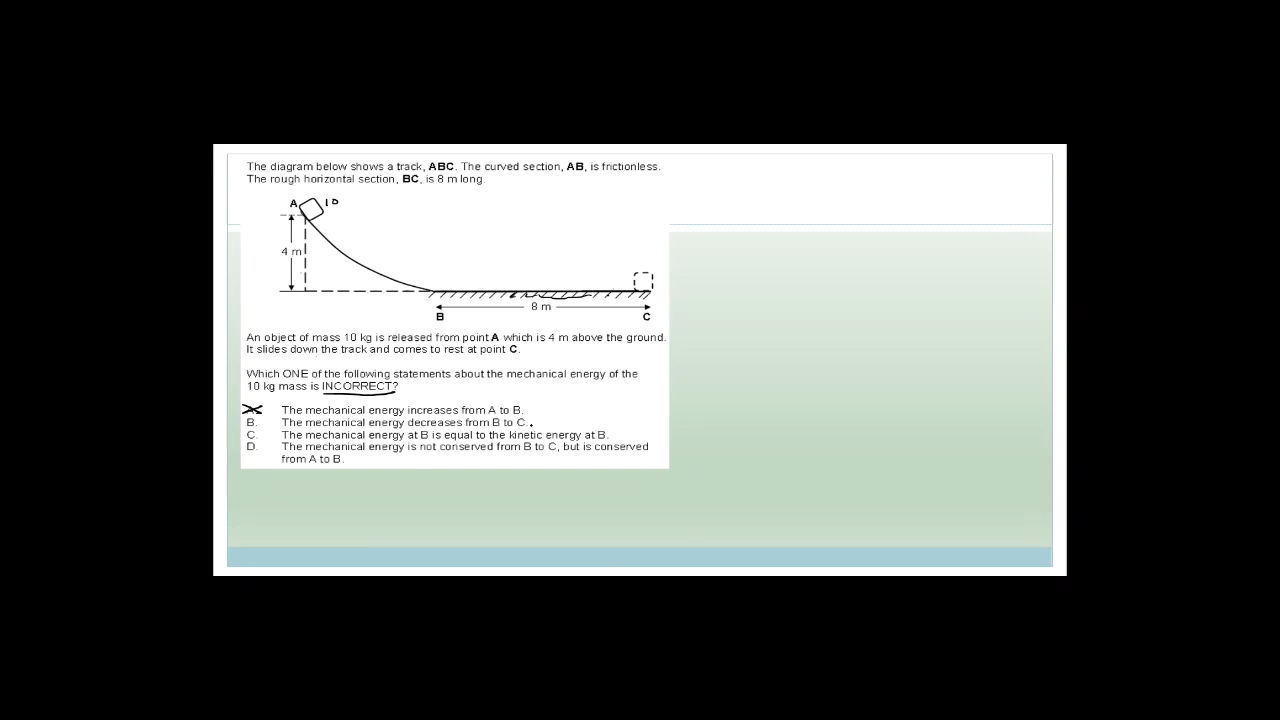 The diagram below shows a track, ABC. The curved section, AB, is frictionless.
The rough horizontal section, BC, is 8 m long.
A 10
4 m
8 m
B C
An object of mass 10 kg is released from point A which is 4 m above the ground.
It slides down the track and comes to rest at point C.
Which ONE of the following statements about the mechanical energy of the
10 kg mass is INCORRECT?
A. The mechanical energy increases from A to B.
B. The mechanical energy decreases from B to C.
C. The mechanical energy at B is equal to the kinetic energy at B.
D. The mechanical energy is not conserved from B to C, but is conserved
from A to B.